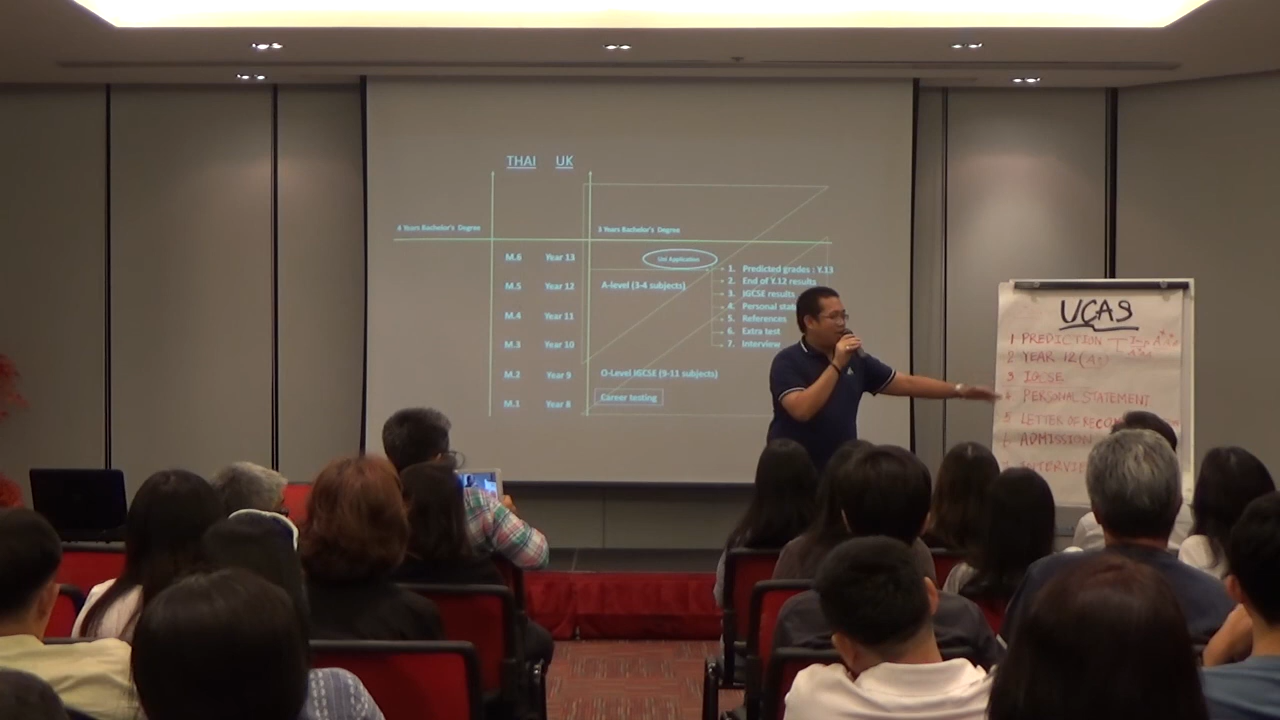 THAI UK
4 Years Bachelor's Degree 3 Years Bachelor's Degree
M.6 Year 13 Uni Application
M.5 Year 12 A-level (3-4 subjects)
M.4 Year 11
M.3 Year 10
M.2 Year 9 O-Level IGCSE (9-11 subjects)
M.1 Year 8 Career testing
1. Predicted grades : Y.13
2. End of Y.12 results
3. IGCSE results
4. Personal
5. References
6. Extra test
7. Interview
UCAS
1 PREDICTION
2 YEAR 12 (AS)
3 IGCSE
4 PERSONAL STATEMENT
5 LETTER OF
6 ADMISSION